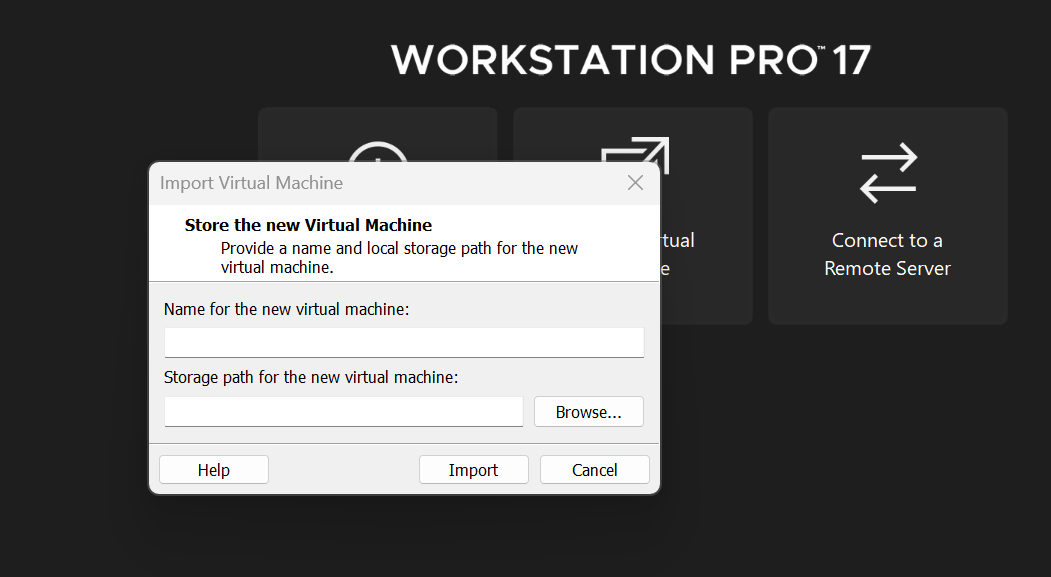 WORKSTATION PRO™ 17
Import Virtual Machine
Store the new Virtual Machine
Provide a name and local storage path for the new
virtual machine.
Name for the new virtual machine:
Storage path for the new virtual machine:
Browse...
Help
Import
Cancel
Connect to a
Remote Server